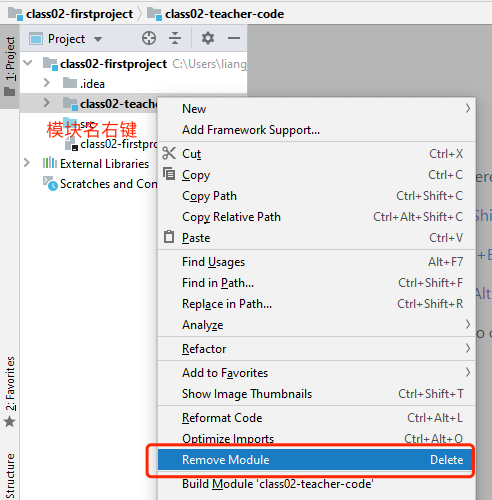 class02-firstproject class02-teacher-code
1: Project
Project
class02-firstproject C:\Users\liang
.idea
class02-teache
src
模块名右键
class02-firstpro
External Libraries
Scratches and Con
New
Add Framework Support...
Cut Ctrl+X
Copy Ctrl+C
Copy Path Ctrl+Shift+C
Copy Relative Path Ctrl+Alt+Shift+C
Paste Ctrl+V
Find Usages Alt+F7
Find in Path... Ctrl+Shift+F
Replace in Path... Ctrl+Shift+R
Analyze
Refactor
Add to Favorites
Show Image Thumbnails Ctrl+Shift+T
Reformat Code Ctrl+Alt+L
Optimize Imports Ctrl+Alt+O
Remove Module Delete
Build Module 'class02-teacher-code'
2: Favorites
Structure